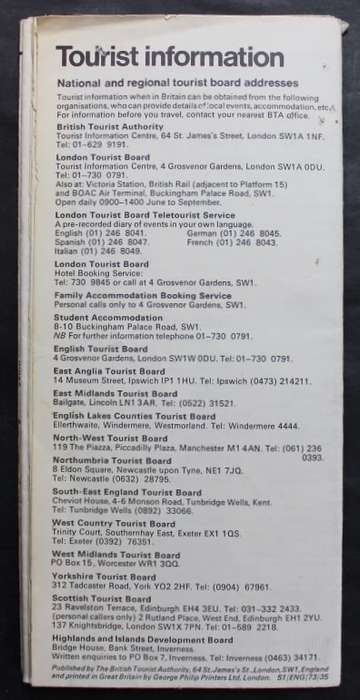 Tourist information
National and regional tourist board addresses
Tourist information when in Britain can be obtained from the following
organisations, who can provide details of local events, accommodation, etc.
For information before you travel, contact your nearest BTA office.
British Tourist Authority
Tourist Information Centre, 64 St. James's Street, London SW1A 1NF.
Tel: 01-629 9191.
London Tourist Board
Tourist Information Centre, 4 Grosvenor Gardens, London SW1A 0DU.
Tel: 01-730 0791.
Also at: Victoria Station, British Rail (adjacent to Platform 15)
and BOAC Air Terminal, Buckingham Palace Road, SW1.
Open daily 0900-1400 June to September.
London Tourist Board Teletourist Service
A pre-recorded diary of events in your own language.
English (01) 246 8041. German (01) 246 8045.
Spanish (01) 246 8047. French (01) 246 8043.
Italian (01) 246 8049.
London Tourist Board
Hotel Booking Service:
Tel: 730 9845 or call at 4 Grosvenor Gardens, SW1.
Family Accommodation Booking Service
Personal calls only to 4 Grosvenor Gardens, SW1.
Student Accommodation
8-10 Buckingham Palace Road, SW1.
NB For further information telephone 01-730 0791.
English Tourist Board
4 Grosvenor Gardens, London SW1W 0DU. Tel: 01-730 0791.
East Anglia Tourist Board
14 Museum Street, Ipswich IP1 1HU. Tel: Ipswich (0473) 214211.
East Midlands Tourist Board
Bailgate, Lincoln LN1 3AR. Tel: (0522) 31521.
English Lakes Counties Tourist Board
Ellerthwaite, Windermere, Westmorland. Tel: Windermere 4444.
North-West Tourist Board
119 The Piazza, Piccadilly Plaza, Manchester M1 4AN. Tel: (061) 236
0393.
Northumbria Tourist Board
8 Eldon Square, Newcastle upon Tyne, NE1 7JQ.
Tel: Newcastle (0632) 28795.
South-East England Tourist Board
Cheviot House, 4-6 Monson Road, Tunbridge Wells, Kent.
Tel: Tunbridge Wells (0892) 33066.
West Country Tourist Board
Trinity Court, Southernhay East, Exeter EX1 1QS.
Tel: Exeter (0392) 76351.
West Midlands Tourist Board
PO Box 15, Worcester WR1 3QQ.
Yorkshire Tourist Board
312 Tadcaster Road, York YO2 2HF. Tel: (0904) 67961.
Scottish Tourist Board
23 Ravelston Terrace, Edinburgh EH4 3EU. Tel: 031-332 2433.
(personal callers only) 2 Rutland Place, West End, Edinburgh EH1 2YU.
137 Knightsbridge, London SW1X 7PN. Tel: 01-589 2218.
Highlands and Islands Development Board
Bridge House, Bank Street, Inverness.
Written enquiries to PO Box 7, Inverness. Tel: Inverness (0463) 34171.
Published by The British Tourist Authority, 64 St. James's St., London, SW1, England
and printed in Great Britain by George Philip Printers Ltd., London. S1/ENG/73/35